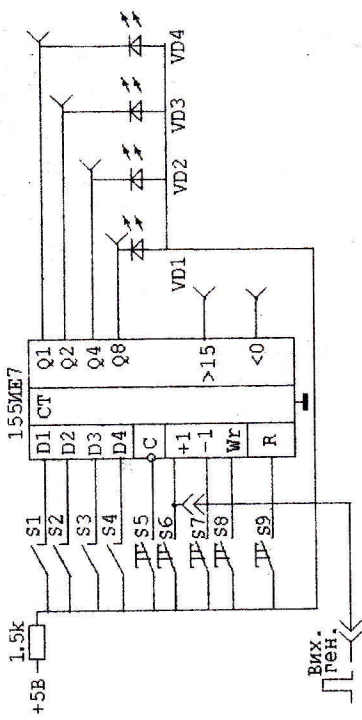 +5В
1.5k
S1
S2
S3
S4
S5
S6
S7
S8
S9
155ИЕ7
D1
D2
D3
D4
C
+1
-1
Wr
R
CT
Q1
Q2
Q4
Q8
>15
<0
VD1
VD2
VD3
VD4
Вих.
ген.